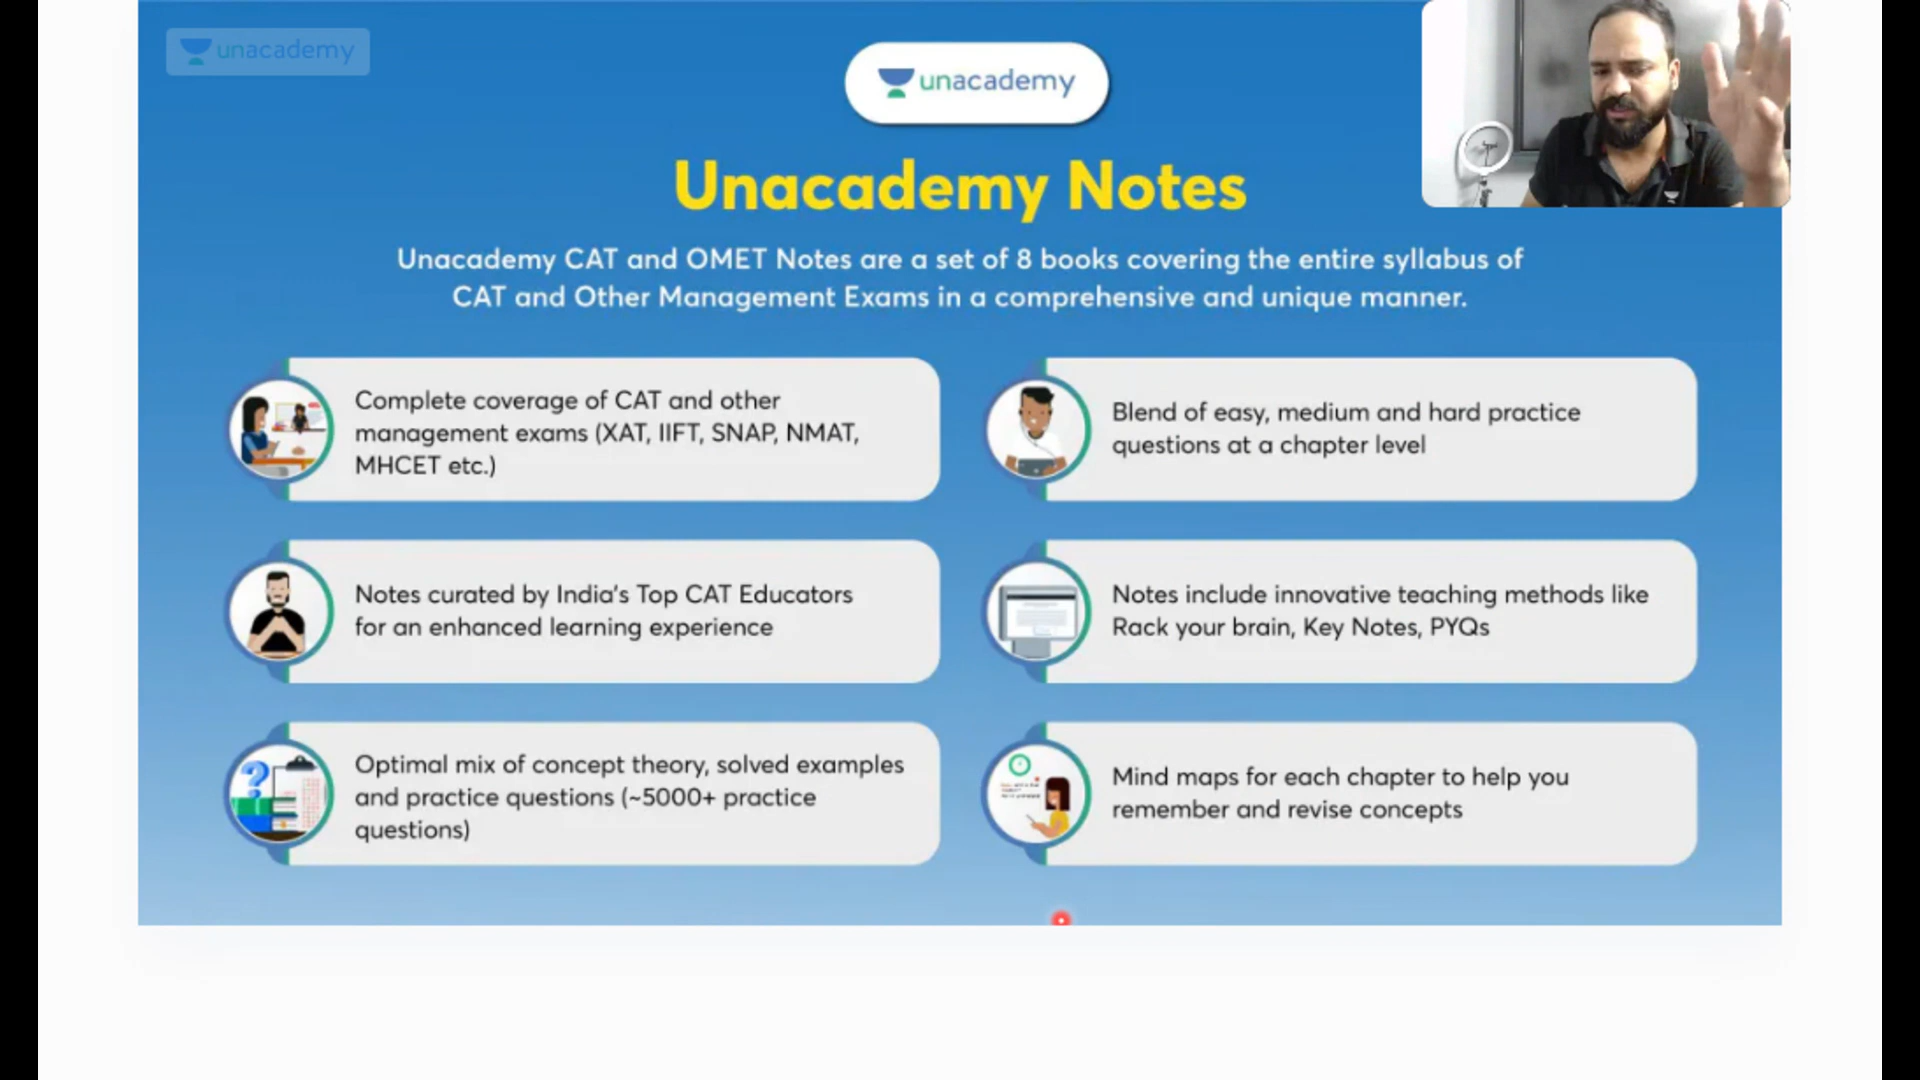 unacademy
unacademy
Unacademy Notes
Unacademy CAT and OMET Notes are a set of 8 books covering the entire syllabus of
CAT and Other Management Exams in a comprehensive and unique manner.
Complete coverage of CAT and other
management exams (XAT, IIFT, SNAP, NMAT,
MHCET etc.)
Blend of easy, medium and hard practice
questions at a chapter level
Notes curated by India's Top CAT Educators
for an enhanced learning experience
Notes include innovative teaching methods like
Rack your brain, Key Notes, PYQs
Optimal mix of concept theory, solved examples
and practice questions (~5000+ practice
questions)
Mind maps for each chapter to help you
remember and revise concepts